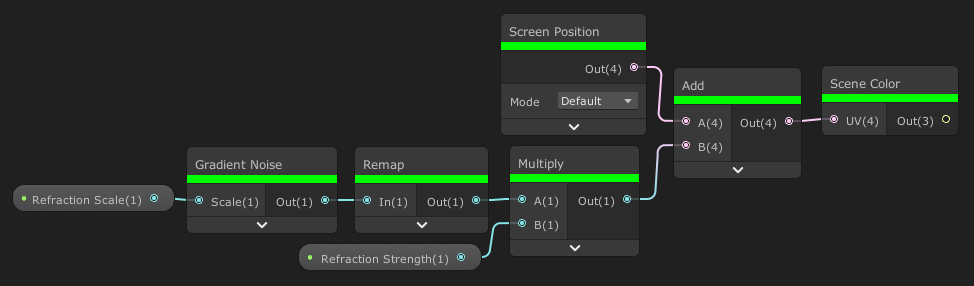 Screen Position
Out(4)
Mode Default
Add
A(4) Out(4)
B(4)
Scene Color
UV(4) Out(3)
Gradient Noise
Scale(1) Out(1)
Remap
In(1) Out(1)
Multiply
A(1) Out(1)
B(1)
Refraction Scale(1)
Refraction Strength(1)